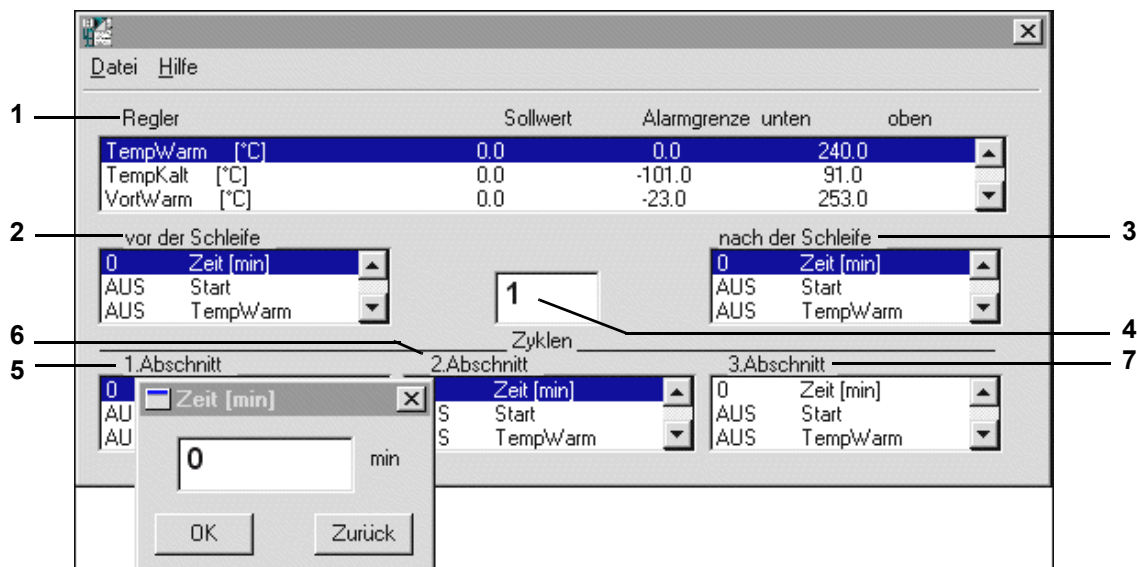 Datei Hilfe
1 Regler Sollwert Alarmgrenze unten oben
TempWarm [°C] 0.0 0.0 240.0
TempKalt [°C] 0.0 -101.0 91.0
VortWarm [°C] 0.0 -23.0 253.0
2 vor der Schleife nach der Schleife 3
0 Zeit [min] 0 Zeit [min]
AUS Start 1 AUS Start
AUS TempWarm AUS TempWarm 4
6 Zyklen
5 1.Abschnitt 2.Abschnitt 3.Abschnitt 7
0 Zeit [min] Zeit [min] 0 Zeit [min]
AU S Start AUS Start
AU S TempWarm AUS TempWarm
0 min
OK Zurück